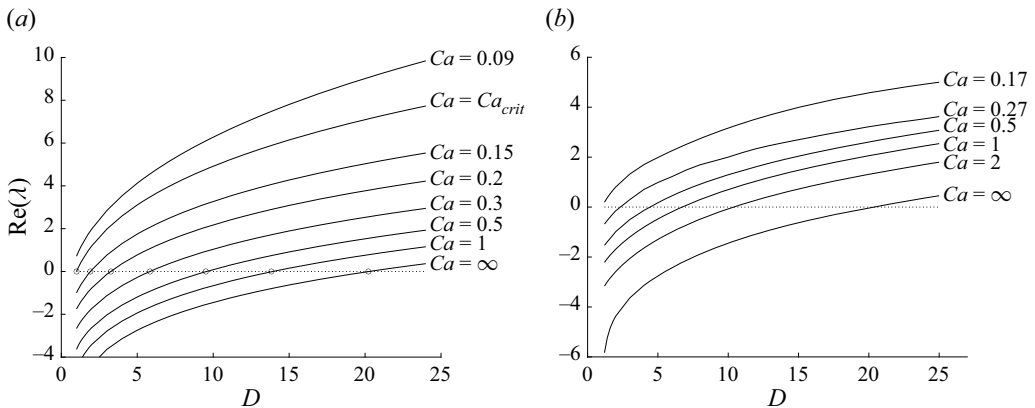 (a)
10
8
6
4
2
0
−2
−4
Re(λ)
0
5
10
15
20
25
D
Ca = 0.09
Ca = Ca_crit
Ca = 0.15
Ca = 0.2
Ca = 0.3
Ca = 0.5
Ca = 1
Ca = ∞
(b)
6
4
2
0
−2
−4
−6
0
5
10
15
20
25
D
Ca = 0.17
Ca = 0.27
Ca = 0.5
Ca = 1
Ca = 2
Ca = ∞